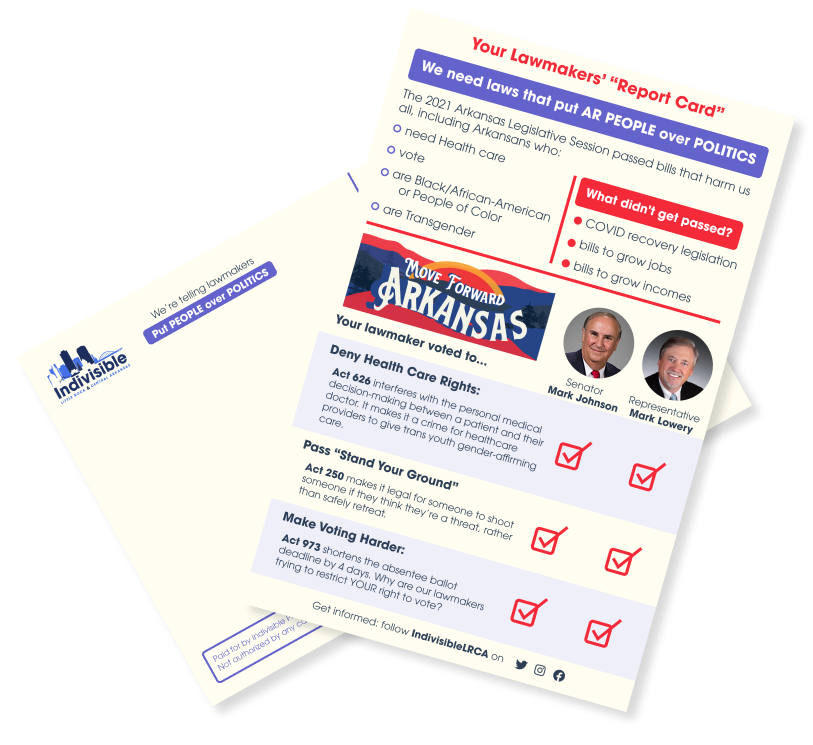 Your Lawmakers' “Report Card”
We need laws that put AR PEOPLE over POLITICS
The 2021 Arkansas Legislative Session passed bills that harm us
all, including Arkansans who:
need Health care
vote
are Black/African-American
or People of Color
are Transgender
What didn't get passed?
COVID recovery legislation
bills to grow jobs
bills to grow incomes
MOVE FORWARD
ARKANSAS
Your lawmaker voted to...
Senator
Mark Johnson
Representative
Mark Lowery
Deny Health Care Rights:
Act 626 interferes with the personal medical
decision-making between a patient and their
doctor. It makes it a crime for healthcare
providers to give trans youth gender-affirming
care.
Pass “Stand Your Ground”
Act 250 makes it legal for someone to shoot
someone if they think they're a threat, rather
than safely retreat.
Make Voting Harder:
Act 973 shortens the absentee ballot
deadline by 4 days. Why are our lawmakers
trying to restrict YOUR right to vote?
Get informed: follow IndivisibleLRCA on
We're telling lawmakers
Put PEOPLE over POLITICS
Indivisible
LITTLE ROCK & CENTRAL ARKANSAS
Paid for by Indivisible
Not authorized by any